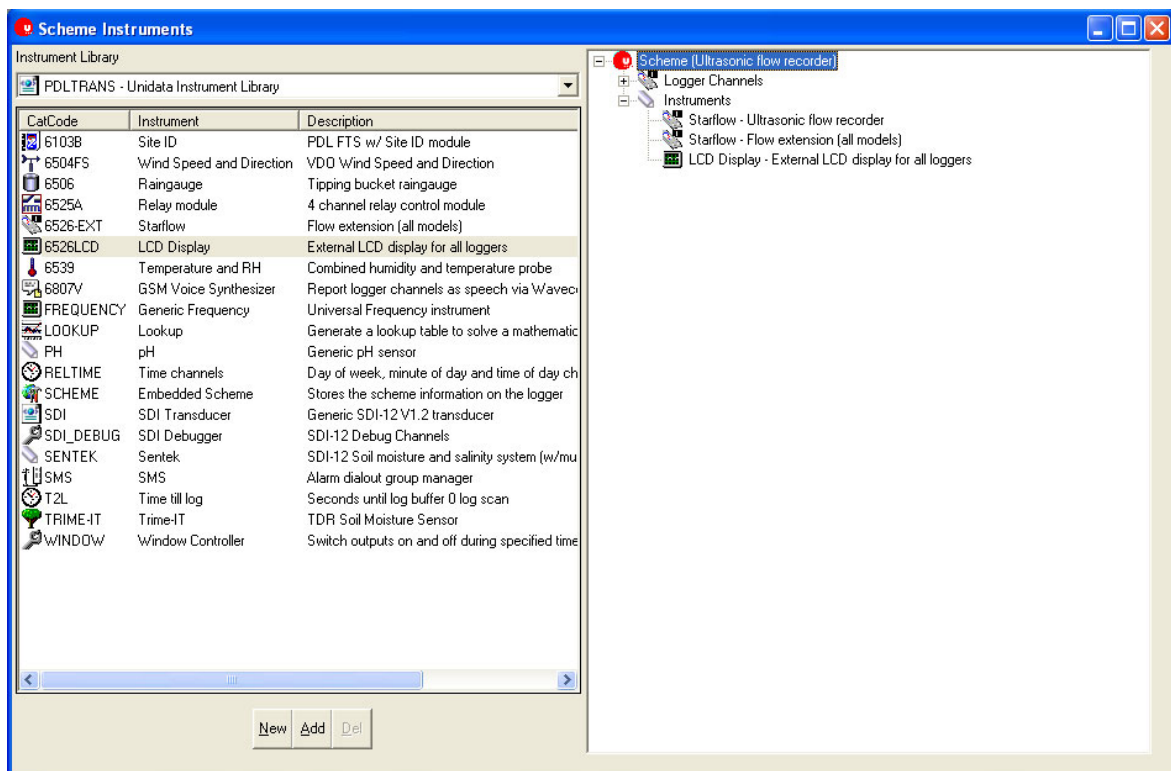 Scheme Instruments
Instrument Library
PDLTRANS - Unidata Instrument Library
CatCode Instrument Description
6103B Site ID PDL FTS w/ Site ID module
6504FS Wind Speed and Direction VDO Wind Speed and Direction
6506 Raingauge Tipping bucket raingauge
6525A Relay module 4 channel relay control module
6526-EXT Starflow Flow extension (all models)
6526LCD LCD Display External LCD display for all loggers
6539 Temperature and RH Combined humidity and temperature probe
6807V GSM Voice Synthesizer Report logger channels as speech via Waveco
FREQUENCY Generic Frequency Universal Frequency instrument
LOOKUP Lookup Generate a lookup table to solve a mathematic
PH pH Generic pH sensor
RELTIME Time channels Day of week, minute of day and time of day ch
SCHEME Embedded Scheme Stores the scheme information on the logger
SDI SDI Transducer Generic SDI-12 V1.2 transducer
SDI_DEBUG SDI Debugger SDI-12 Debug Channels
SENTEK Sentek SDI-12 Soil moisture and salinity system (w/mu
SMS SMS Alarm dialout group manager
T2L Time till log Seconds until log buffer 0 log scan
TRIME-IT Trime-IT TDR Soil Moisture Sensor
WINDOW Window Controller Switch outputs on and off during specified time
New Add Del
Scheme (Ultrasonic flow recorder)
Logger Channels
Instruments
Starflow - Ultrasonic flow recorder
Starflow - Flow extension (all models)
LCD Display - External LCD display for all loggers